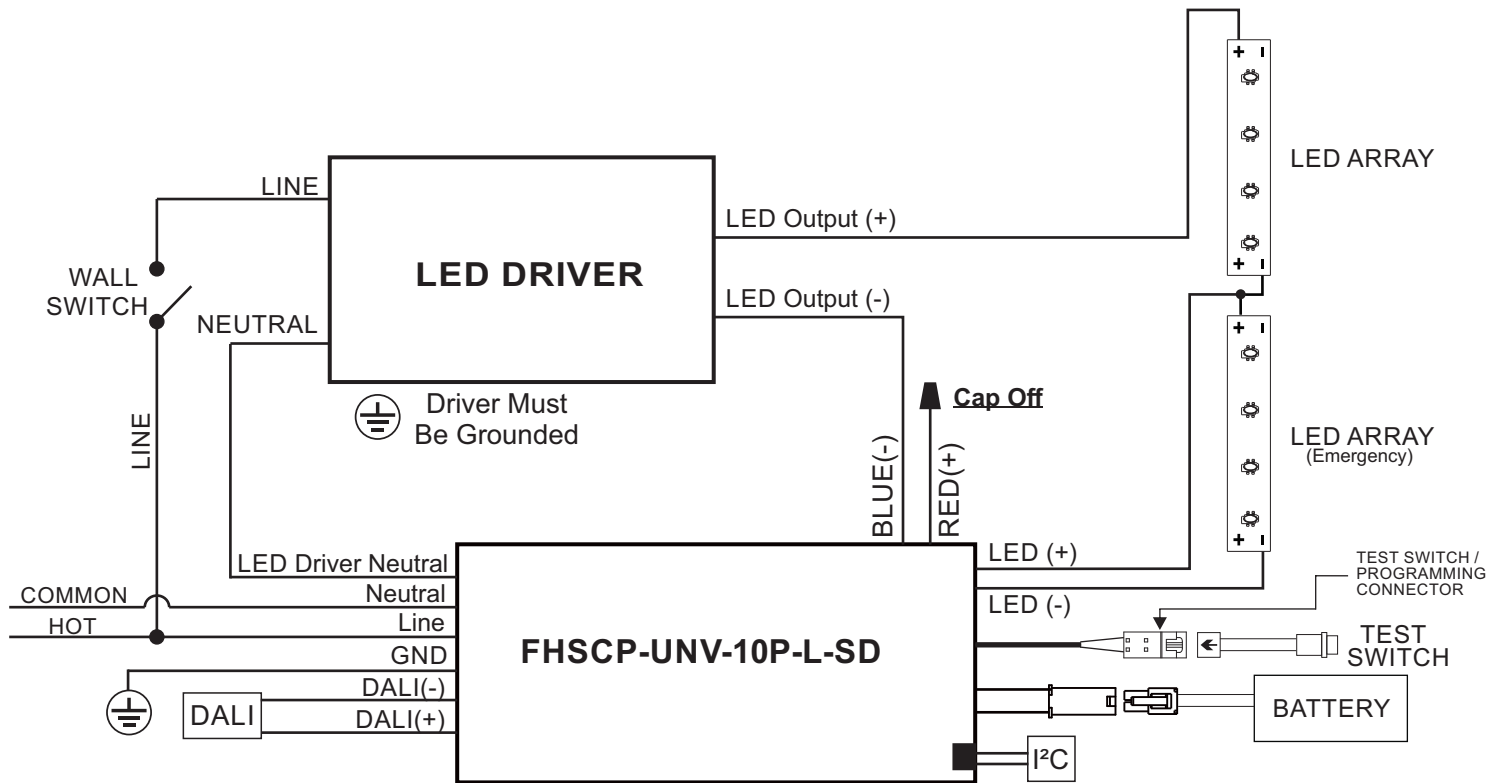 + -
LED ARRAY
+ -
LINE
LED Output (+)
LED DRIVER
WALL
SWITCH
LED Output (-)
NEUTRAL
+ -
LED ARRAY
(Emergency)
+ -
Driver Must
Be Grounded
Cap Off
LINE
BLUE(-)
RED(+)
LED Driver Neutral
LED (+)
TEST SWITCH /
PROGRAMMING
CONNECTOR
COMMON
Neutral
LED (-)
HOT
Line
FHSCP-UNV-10P-L-SD
TEST
SWITCH
GND
DALI(-)
DALI
DALI(+)
BATTERY
I²C